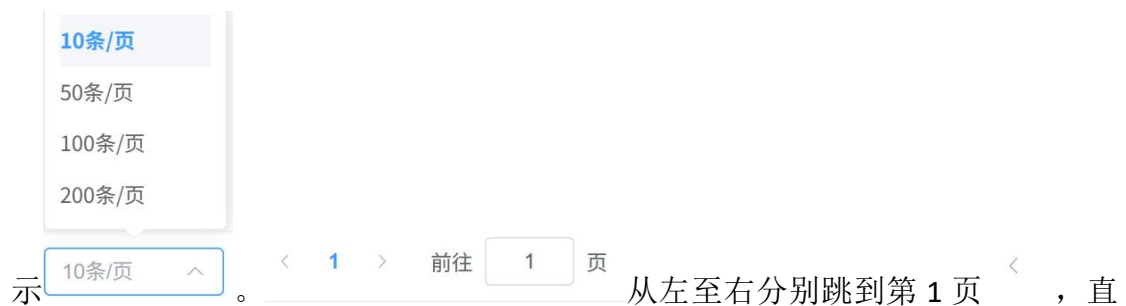 10条/页
50条/页
100条/页
200条/页
示 10条/页 。 < 1 > 前往 1 页 从左至右分别跳到第 1 页 < ，直